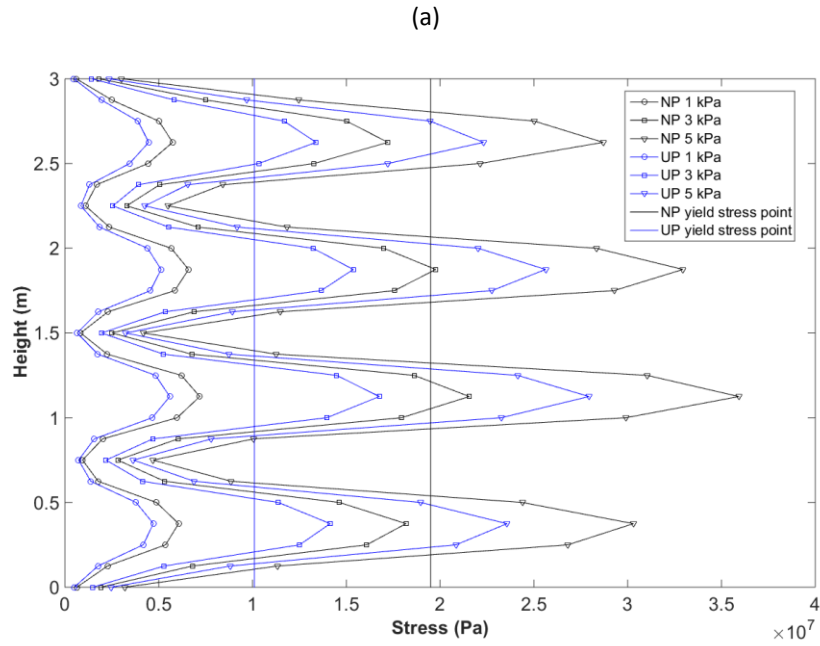 (a)
3
2.5
2
1.5
1
0.5
0
Height (m)
NP 1 kPa
NP 3 kPa
NP 5 kPa
UP 1 kPa
UP 3 kPa
UP 5 kPa
NP yield stress point
UP yield stress point
0 0.5 1 1.5 2 2.5 3 3.5 4
Stress (Pa)
×10⁷